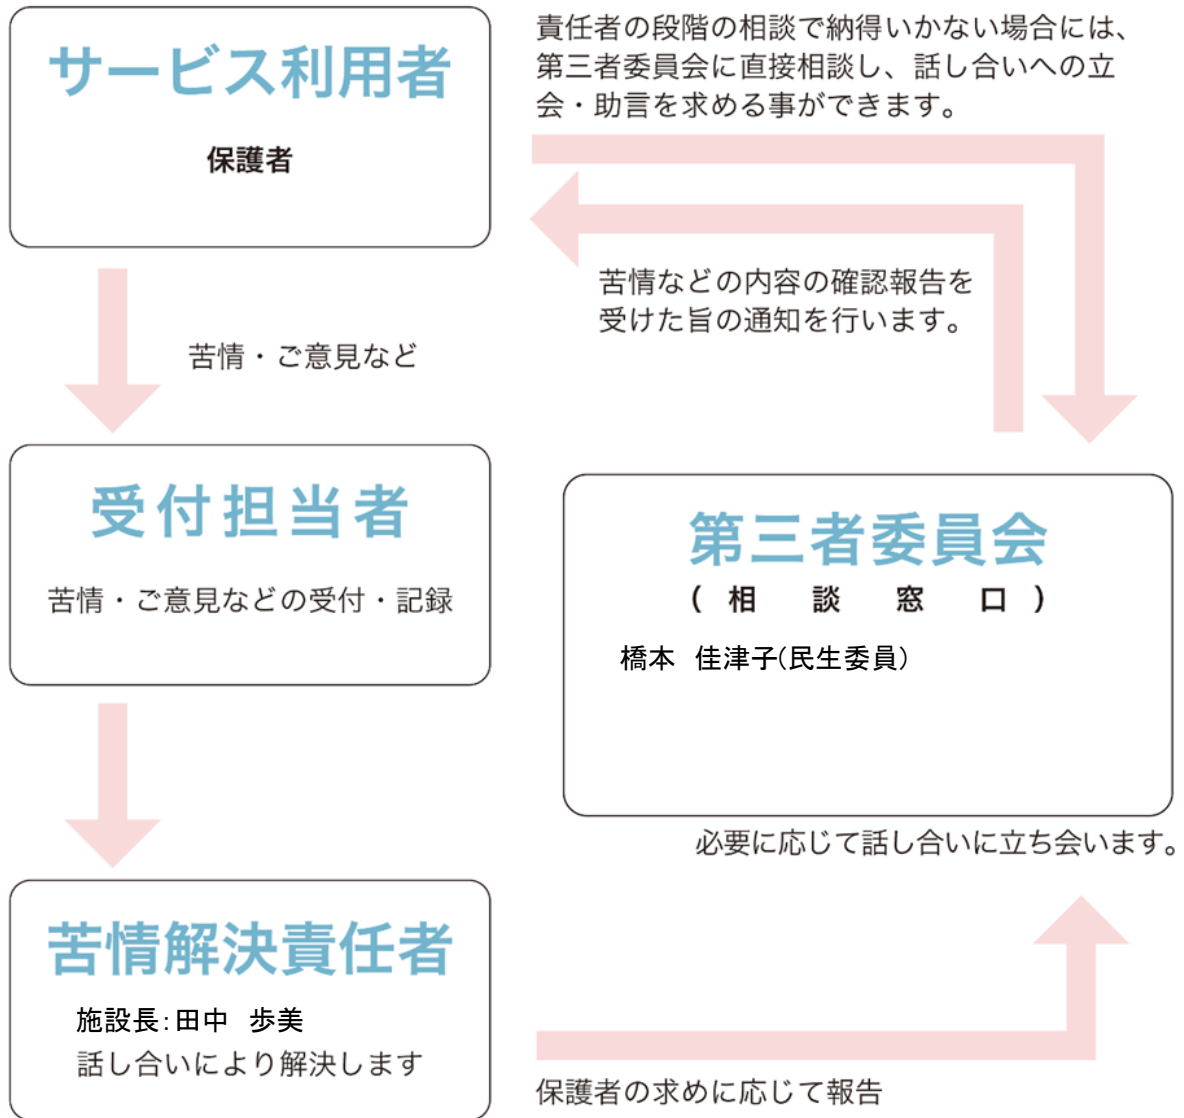 サービス利用者
保護者
責任者の段階の相談で納得いかない場合には、
第三者委員会に直接相談し、話し合いへの立
会・助言を求める事ができます。
苦情などの内容の確認報告を
受けた旨の通知を行います。
苦情・ご意見など
受付担当者
苦情・ご意見などの受付・記録
第三者委員会
(相 談 窓 口)
橋本 佳津子(民生委員)
必要に応じて話し合いに立ち会います。
苦情解決責任者
施設長:田中 歩美
話し合いにより解決します
保護者の求めに応じて報告